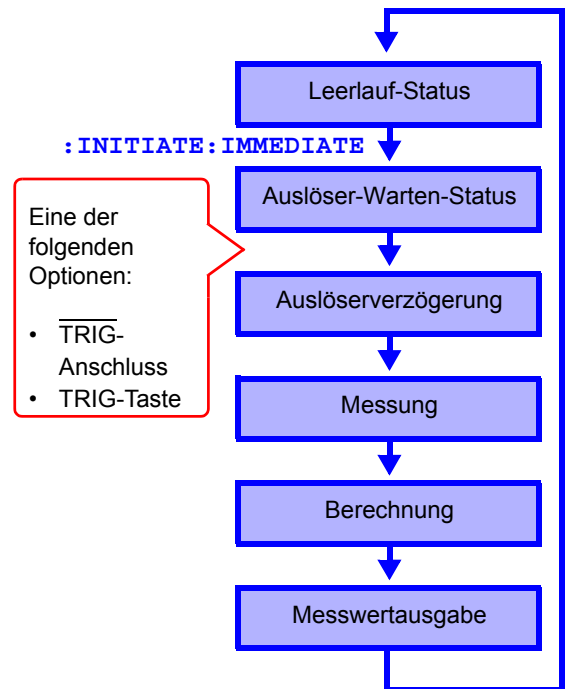 Leerlauf-Status
:INITIATE:IMMEDIATE
Auslöser-Warten-Status
Eine der
folgenden
Optionen:
• TRIG-
Anschluss
• TRIG-Taste
Auslöserverzögerung
Messung
Berechnung
Messwertausgabe